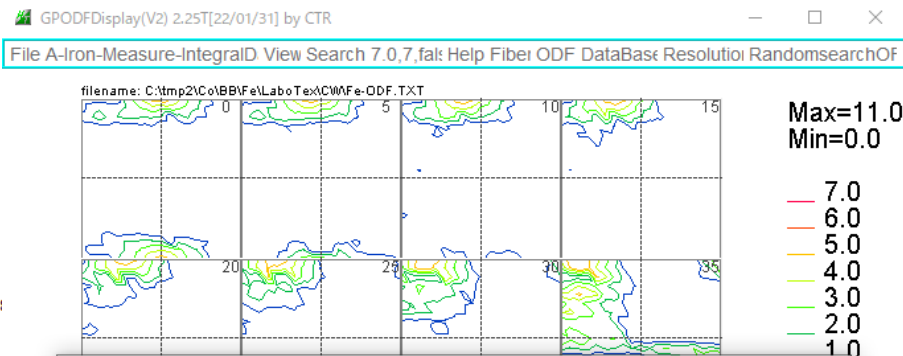 GPODFDisplay(V2) 2.25T[22/01/31] by CTR
File A-Iron-Measure-IntegralD View Search 7.0,7,fals Help Fiber ODF DataBase Resolution RandomsearchOF
filename: C:\tmp2\Co\BB\Fe\LaboTex\CW\Fe-ODF.TXT
0 5 10 15
Max=11.0
Min=0.0
7.0
6.0
5.0
20 25 30 35
4.0
3.0
2.0
1.0